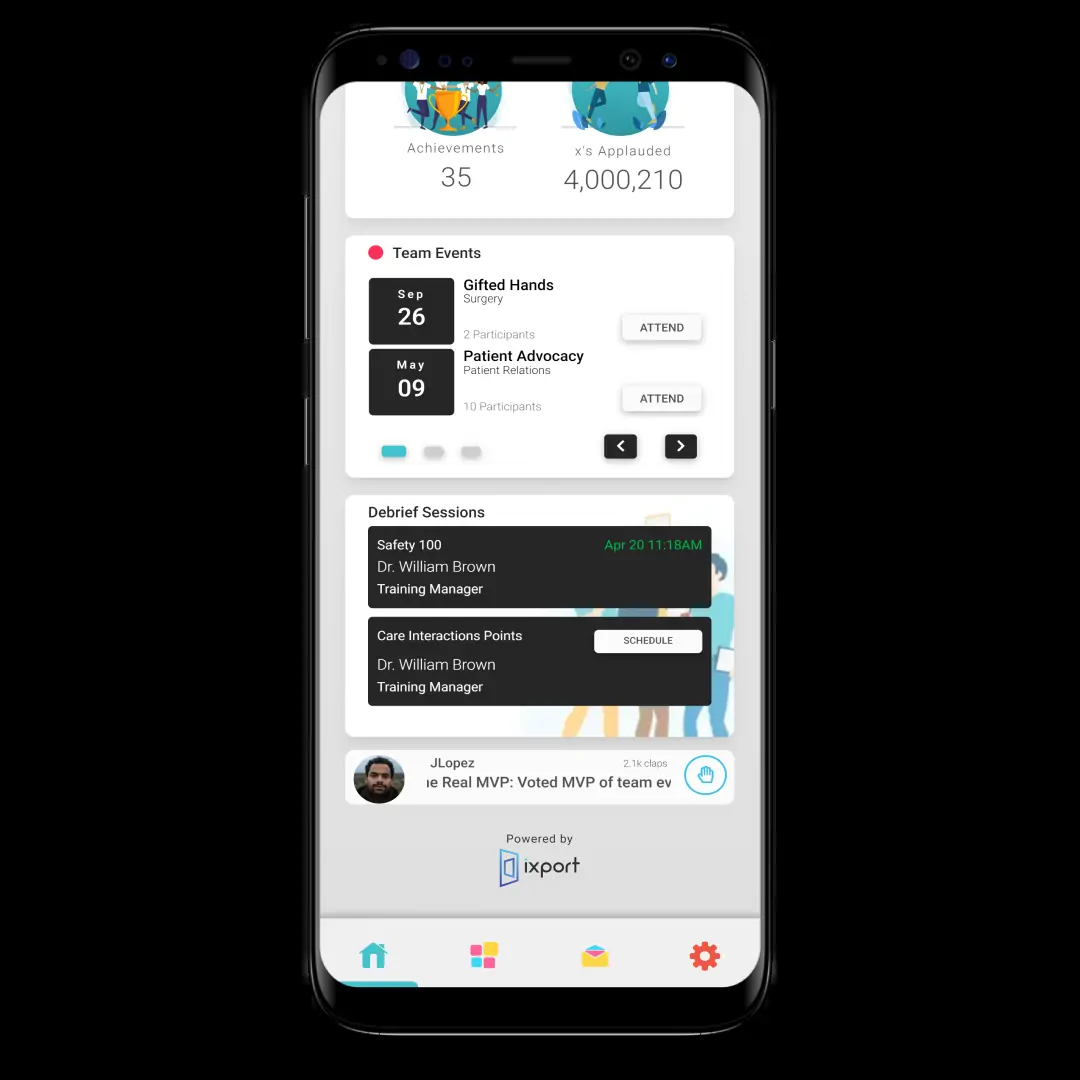 Achievements
35
x's Applauded
4,000,210
Team Events
Sep
26
Gifted Hands
Surgery
2 Participants
ATTEND
May
09
Patient Advocacy
Patient Relations
10 Participants
ATTEND
Debrief Sessions
Safety 100
Apr 20 11:18AM
Dr. William Brown
Training Manager
Care Interactions Points
SCHEDULE
Dr. William Brown
Training Manager
JLopez
2.1k claps
e Real MVP: Voted MVP of team ev
Powered by
ixport